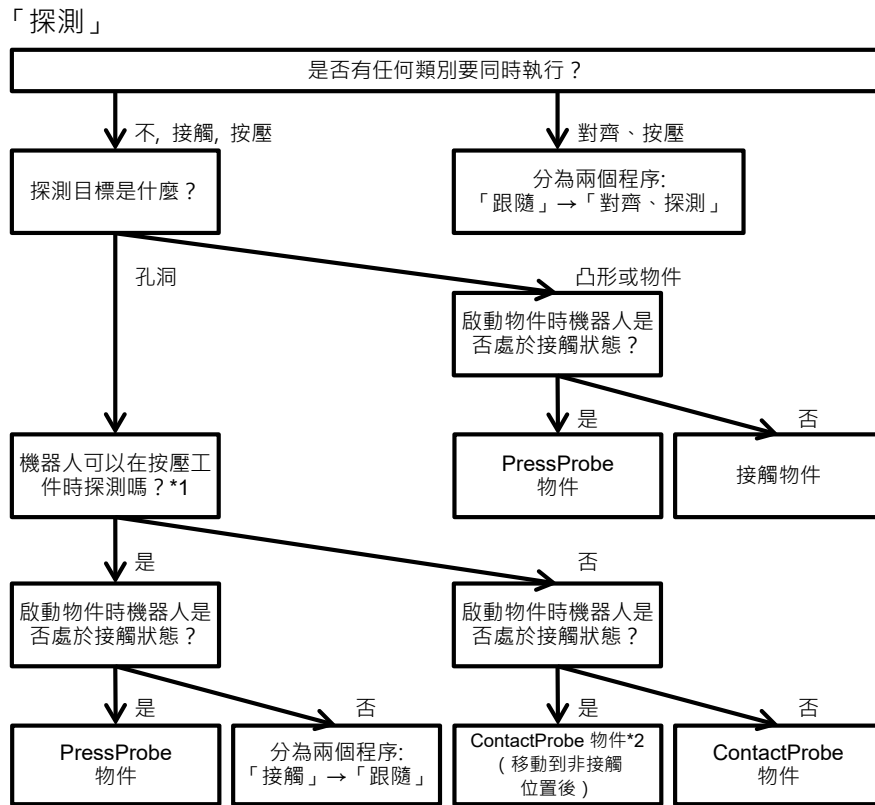 「探測」
是否有任何類別要同時執行？
不, 接觸, 按壓
對齊、按壓
探測目標是什麼？
分為兩個程序:
「跟隨」→「對齊、探測」
孔洞
凸形或物件
啟動物件時機器人是
否處於接觸狀態？
是
否
機器人可以在按壓工
件時探測嗎？*1
PressProbe
物件
接觸物件
是
否
啟動物件時機器人是
否處於接觸狀態？
啟動物件時機器人是
否處於接觸狀態？
是
否
是
否
PressProbe
物件
分為兩個程序:
「接觸」→「跟隨」
ContactProbe 物件*2
（移動到非接觸
位置後）
ContactProbe
物件